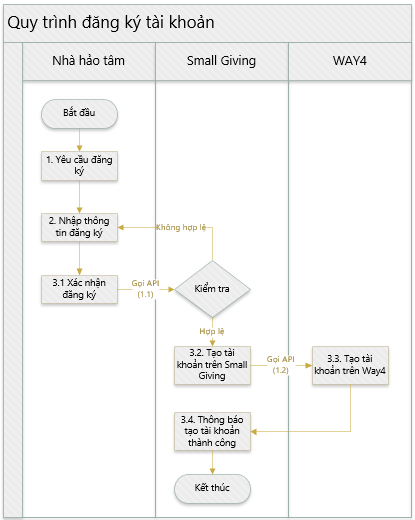 Quy trình đăng ký tài khoản
Nhà hảo tâm
Small Giving
WAY4
Bắt đầu
1. Yêu cầu đăng
ký
2. Nhập thông
tin đăng ký
Không hợp lệ
3.1 Xác nhận
đăng ký
Gọi API
(1.1)
Kiểm tra
Hợp lệ
3.2. Tạo tài
khoản trên Small
Giving
Gọi API
(1.2)
3.3. Tạo tài
khoản trên Way4
3.4. Thông báo
tạo tài khoản
thành công
Kết thúc